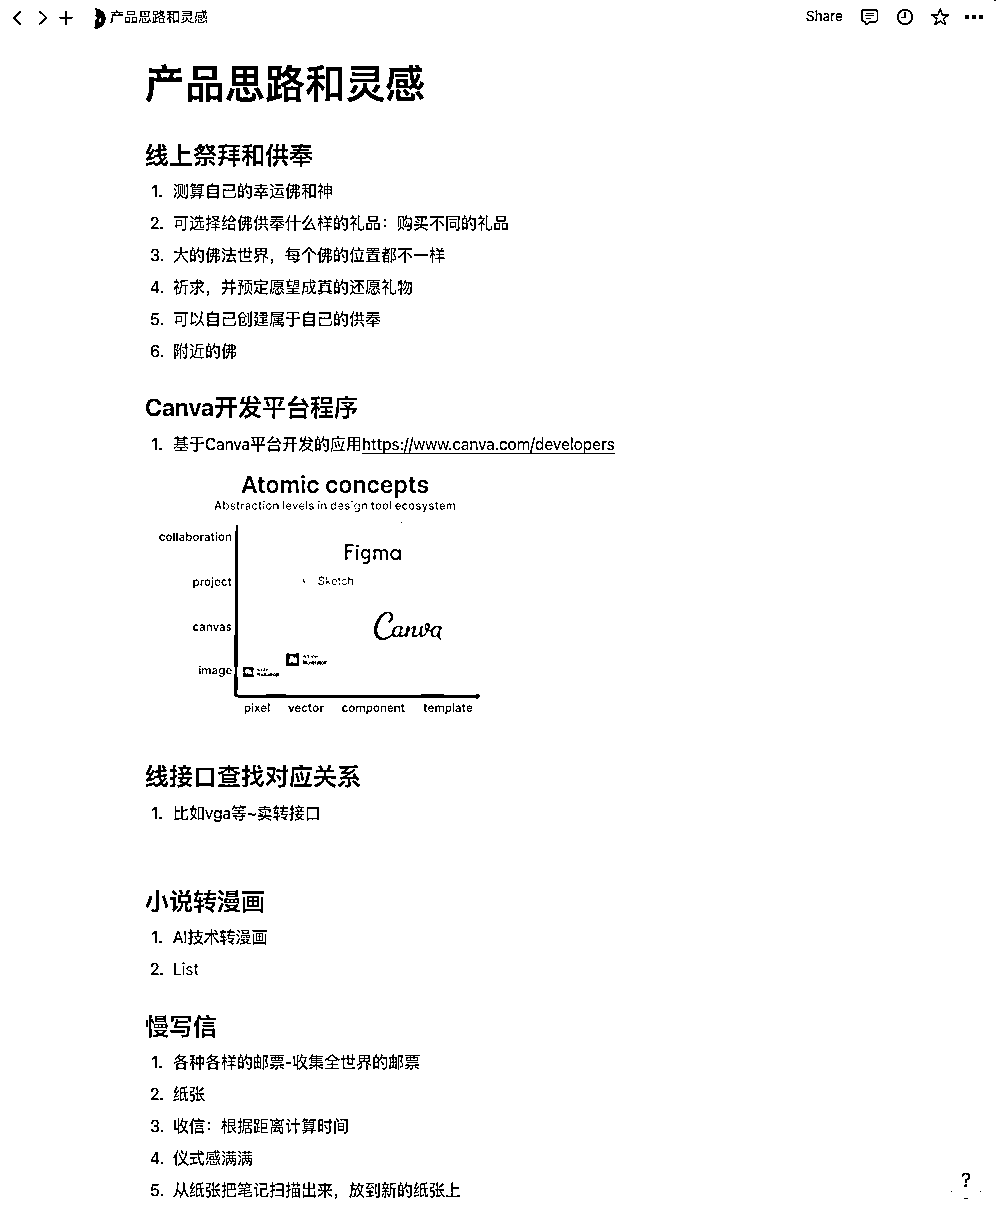 产品思路和灵感
Share
产品思路和灵感
线上祭拜和供奉
1. 测算自己的幸运佛和神
2. 可选择给佛供奉什么样的礼品：购买不同的礼品
3. 大的佛法世界，每个佛的位置都不一样
4. 祈求，并预定愿望成真的还愿礼物
5. 可以自己创建属于自己的供奉
6. 附近的佛
Canva开发平台程序
1. 基于Canva平台开发的应用https://www.canva.com/developers
Atomic concepts
Abstraction levels in design tool ecosystem
collaboration
Figma
project
Sketch
canvas
Canva
image
pixel vector component template
线接口查找对应关系
1. 比如vga等~卖转接口
小说转漫画
1. AI技术转漫画
2. List
慢写信
1. 各种各样的邮票-收集全世界的邮票
2. 纸张
3. 收信：根据距离计算时间
4. 仪式感满满
5. 从纸张把笔记扫描出来，放到新的纸张上
?